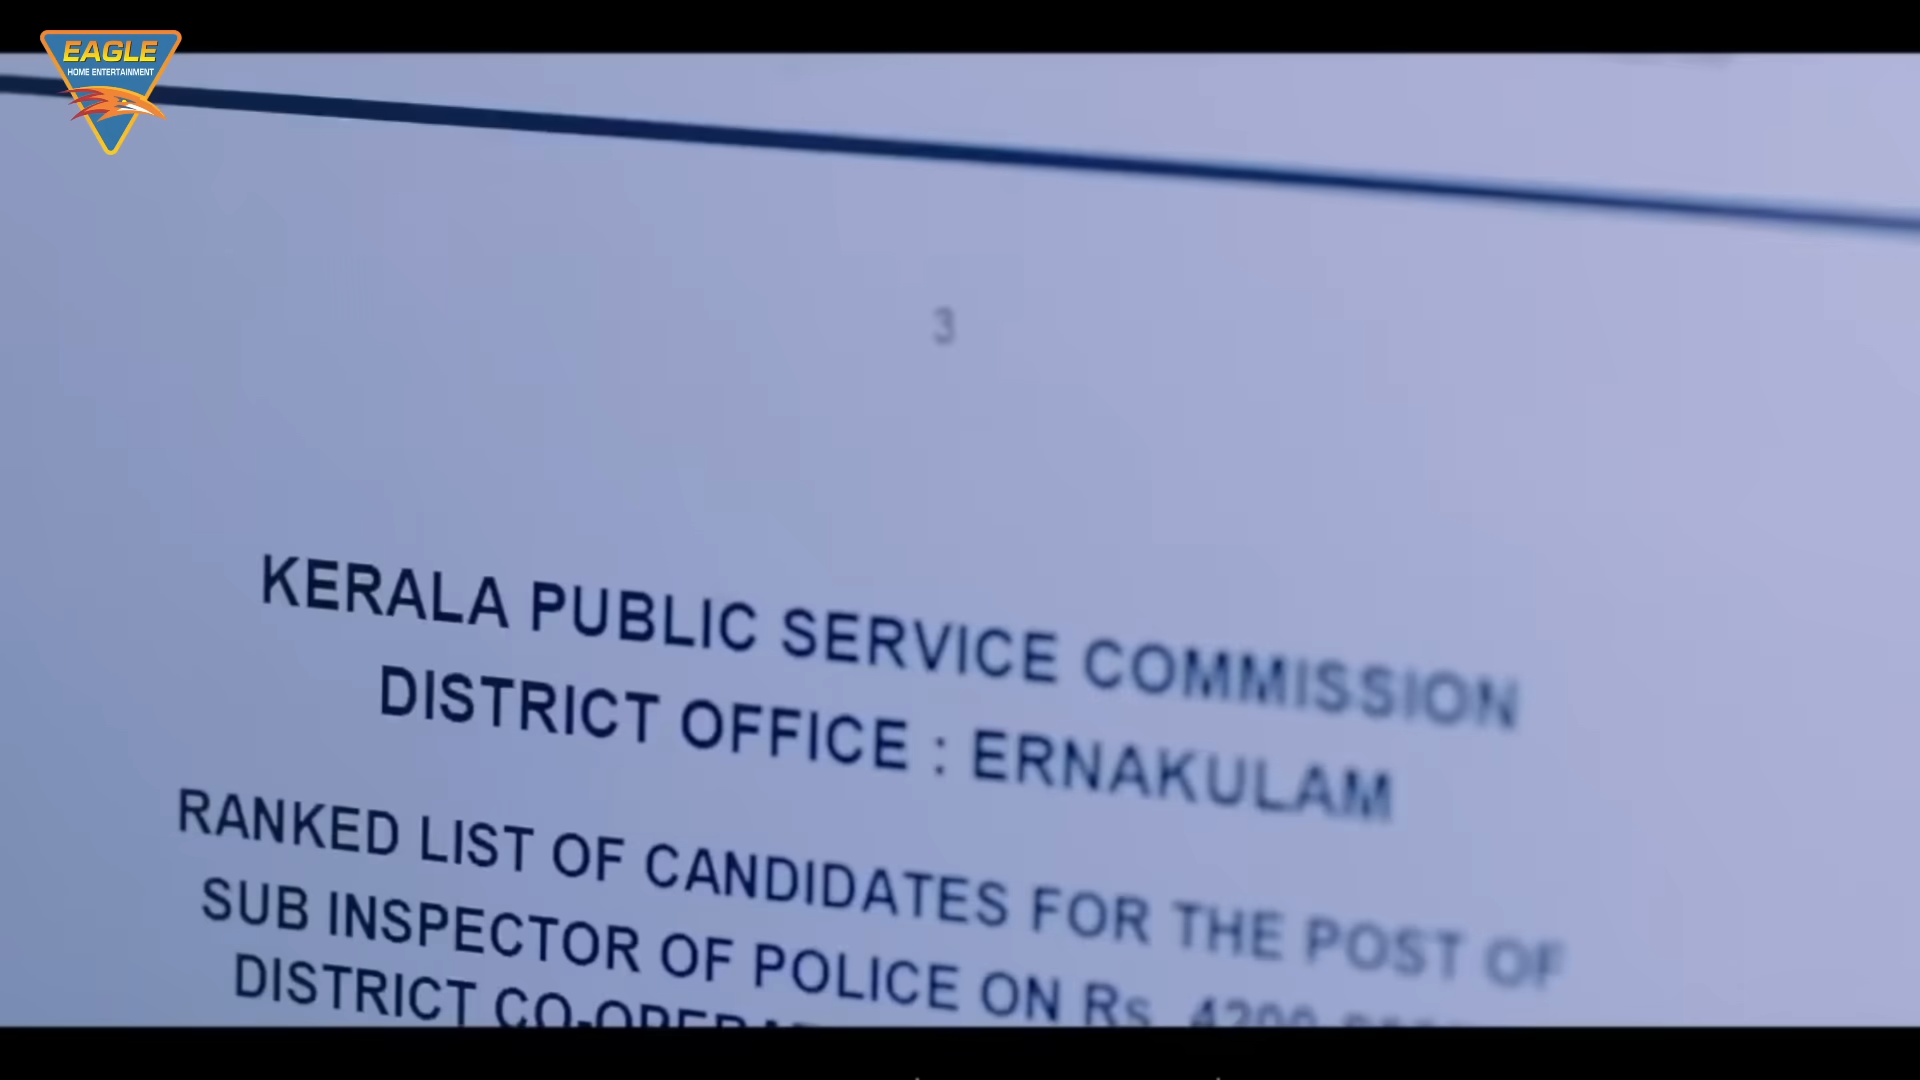 EAGLE
HOME ENTERTAINMENT
3
KERALA PUBLIC SERVICE COMMISSION
DISTRICT OFFICE : ERNAKULAM
RANKED LIST OF CANDIDATES FOR THE POST OF
SUB INSPECTOR OF POLICE ON Rs. 4200
DISTRICT